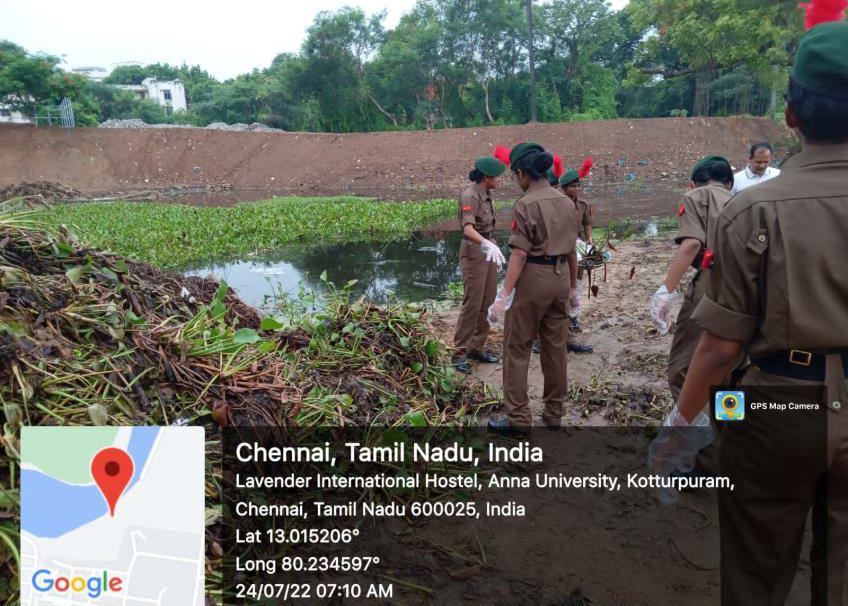 GPS Map Camera
Chennai, Tamil Nadu, India
Lavender International Hostel, Anna University, Kotturpuram,
Chennai, Tamil Nadu 600025, India
Lat 13.015206°
Long 80.234597°
24/07/22 07:10 AM
Google